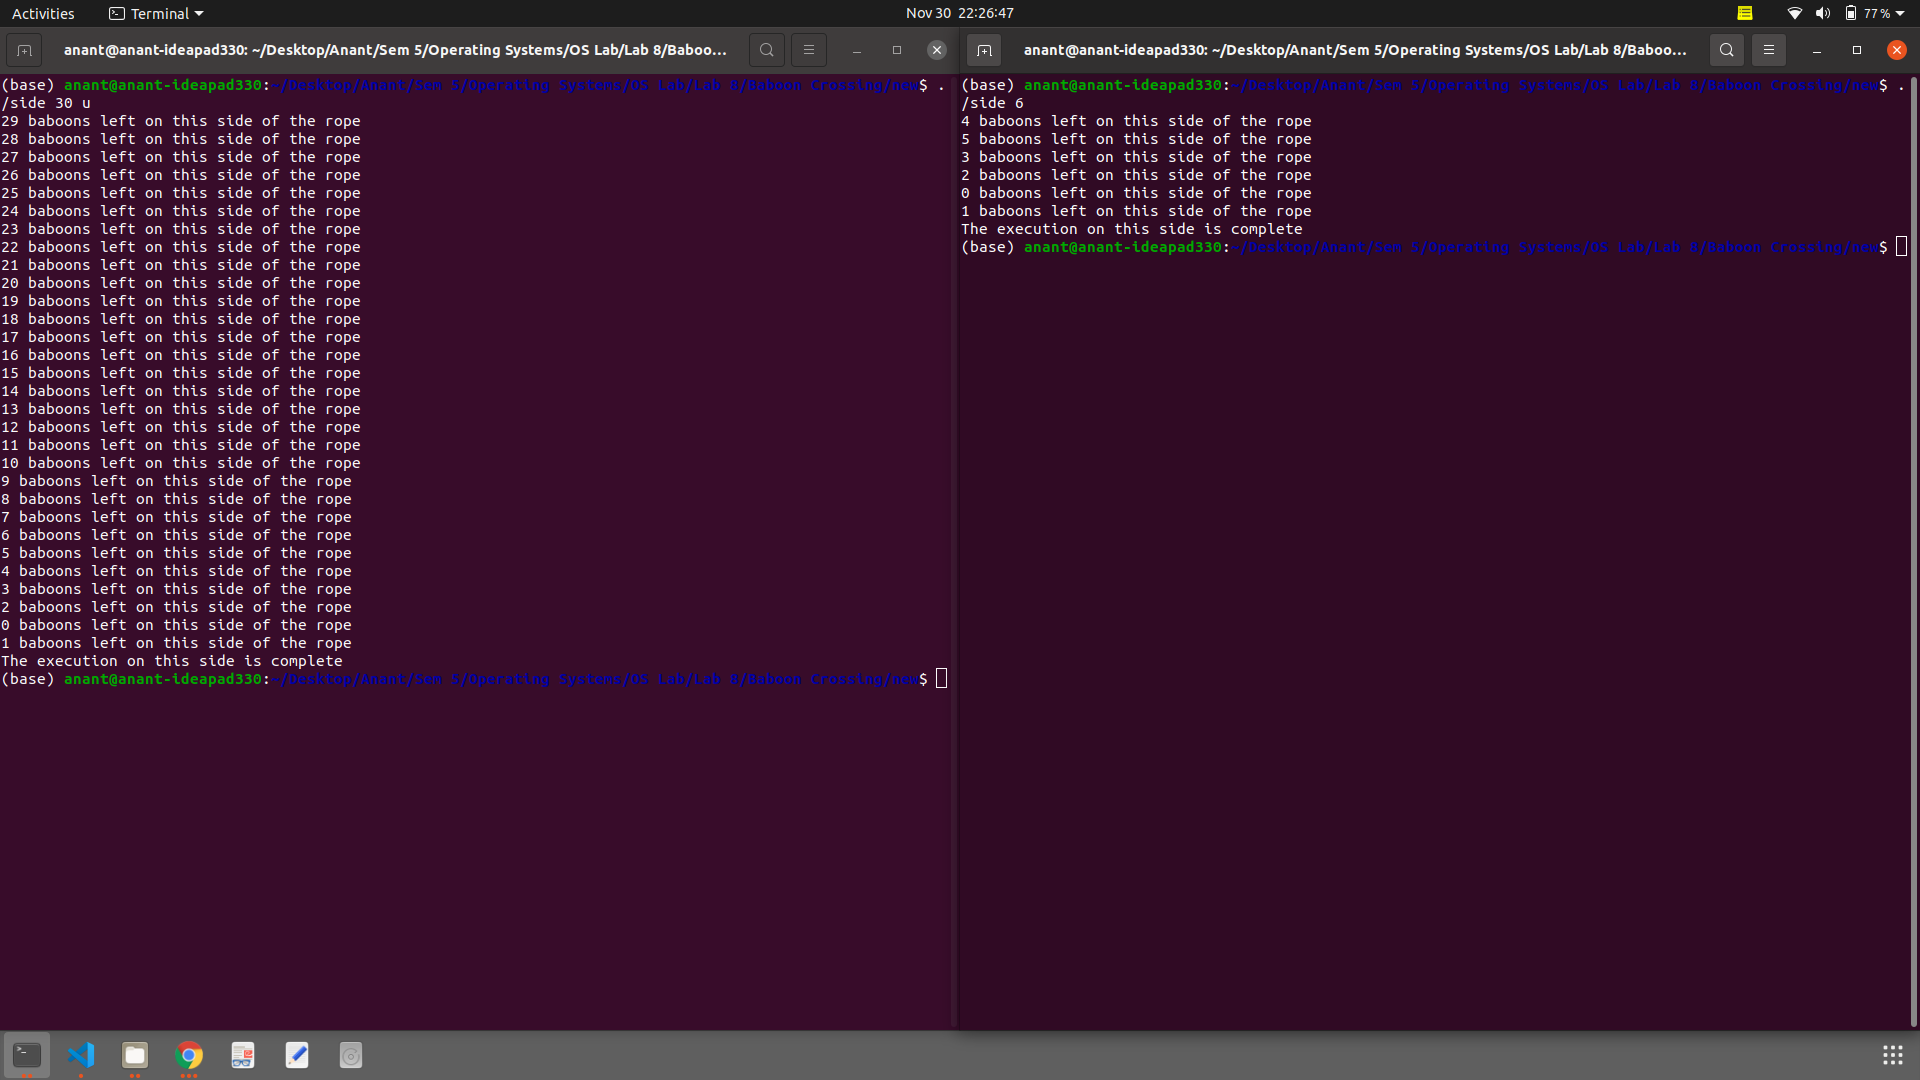 Activities
Terminal
Nov 30 22:26:47
77 %
anant@anant-ideapad330: ~/Desktop/Anant/Sem 5/Operating Systems/OS Lab/Lab 8/Baboo...
(base) anant@anant-ideapad330:~/Desktop/Anant/Sem 5/Operating Systems/OS Lab/Lab 8/Baboon Crossing/new$ .
/side 30 u
29 baboons left on this side of the rope
28 baboons left on this side of the rope
27 baboons left on this side of the rope
26 baboons left on this side of the rope
25 baboons left on this side of the rope
24 baboons left on this side of the rope
23 baboons left on this side of the rope
22 baboons left on this side of the rope
21 baboons left on this side of the rope
20 baboons left on this side of the rope
19 baboons left on this side of the rope
18 baboons left on this side of the rope
17 baboons left on this side of the rope
16 baboons left on this side of the rope
15 baboons left on this side of the rope
14 baboons left on this side of the rope
13 baboons left on this side of the rope
12 baboons left on this side of the rope
11 baboons left on this side of the rope
10 baboons left on this side of the rope
9 baboons left on this side of the rope
8 baboons left on this side of the rope
7 baboons left on this side of the rope
6 baboons left on this side of the rope
5 baboons left on this side of the rope
4 baboons left on this side of the rope
3 baboons left on this side of the rope
2 baboons left on this side of the rope
0 baboons left on this side of the rope
1 baboons left on this side of the rope
The execution on this side is complete
(base) anant@anant-ideapad330:~/Desktop/Anant/Sem 5/Operating Systems/OS Lab/Lab 8/Baboon Crossing/new$
anant@anant-ideapad330: ~/Desktop/Anant/Sem 5/Operating Systems/OS Lab/Lab 8/Baboo...
(base) anant@anant-ideapad330:~/Desktop/Anant/Sem 5/Operating Systems/OS Lab/Lab 8/Baboon Crossing/new$ .
/side 6
4 baboons left on this side of the rope
5 baboons left on this side of the rope
3 baboons left on this side of the rope
2 baboons left on this side of the rope
0 baboons left on this side of the rope
1 baboons left on this side of the rope
The execution on this side is complete
(base) anant@anant-ideapad330:~/Desktop/Anant/Sem 5/Operating Systems/OS Lab/Lab 8/Baboon Crossing/new$